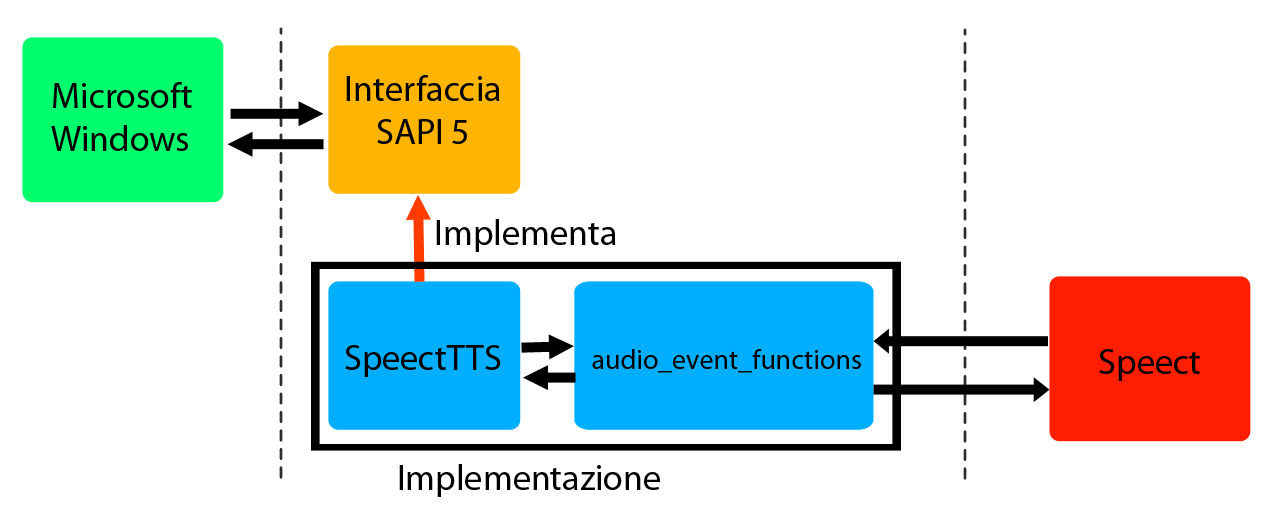 Microsoft
Windows
Interfaccia
SAPI 5
Implementa
SpeectTTS
audio_event_functions
Speect
Implementazione